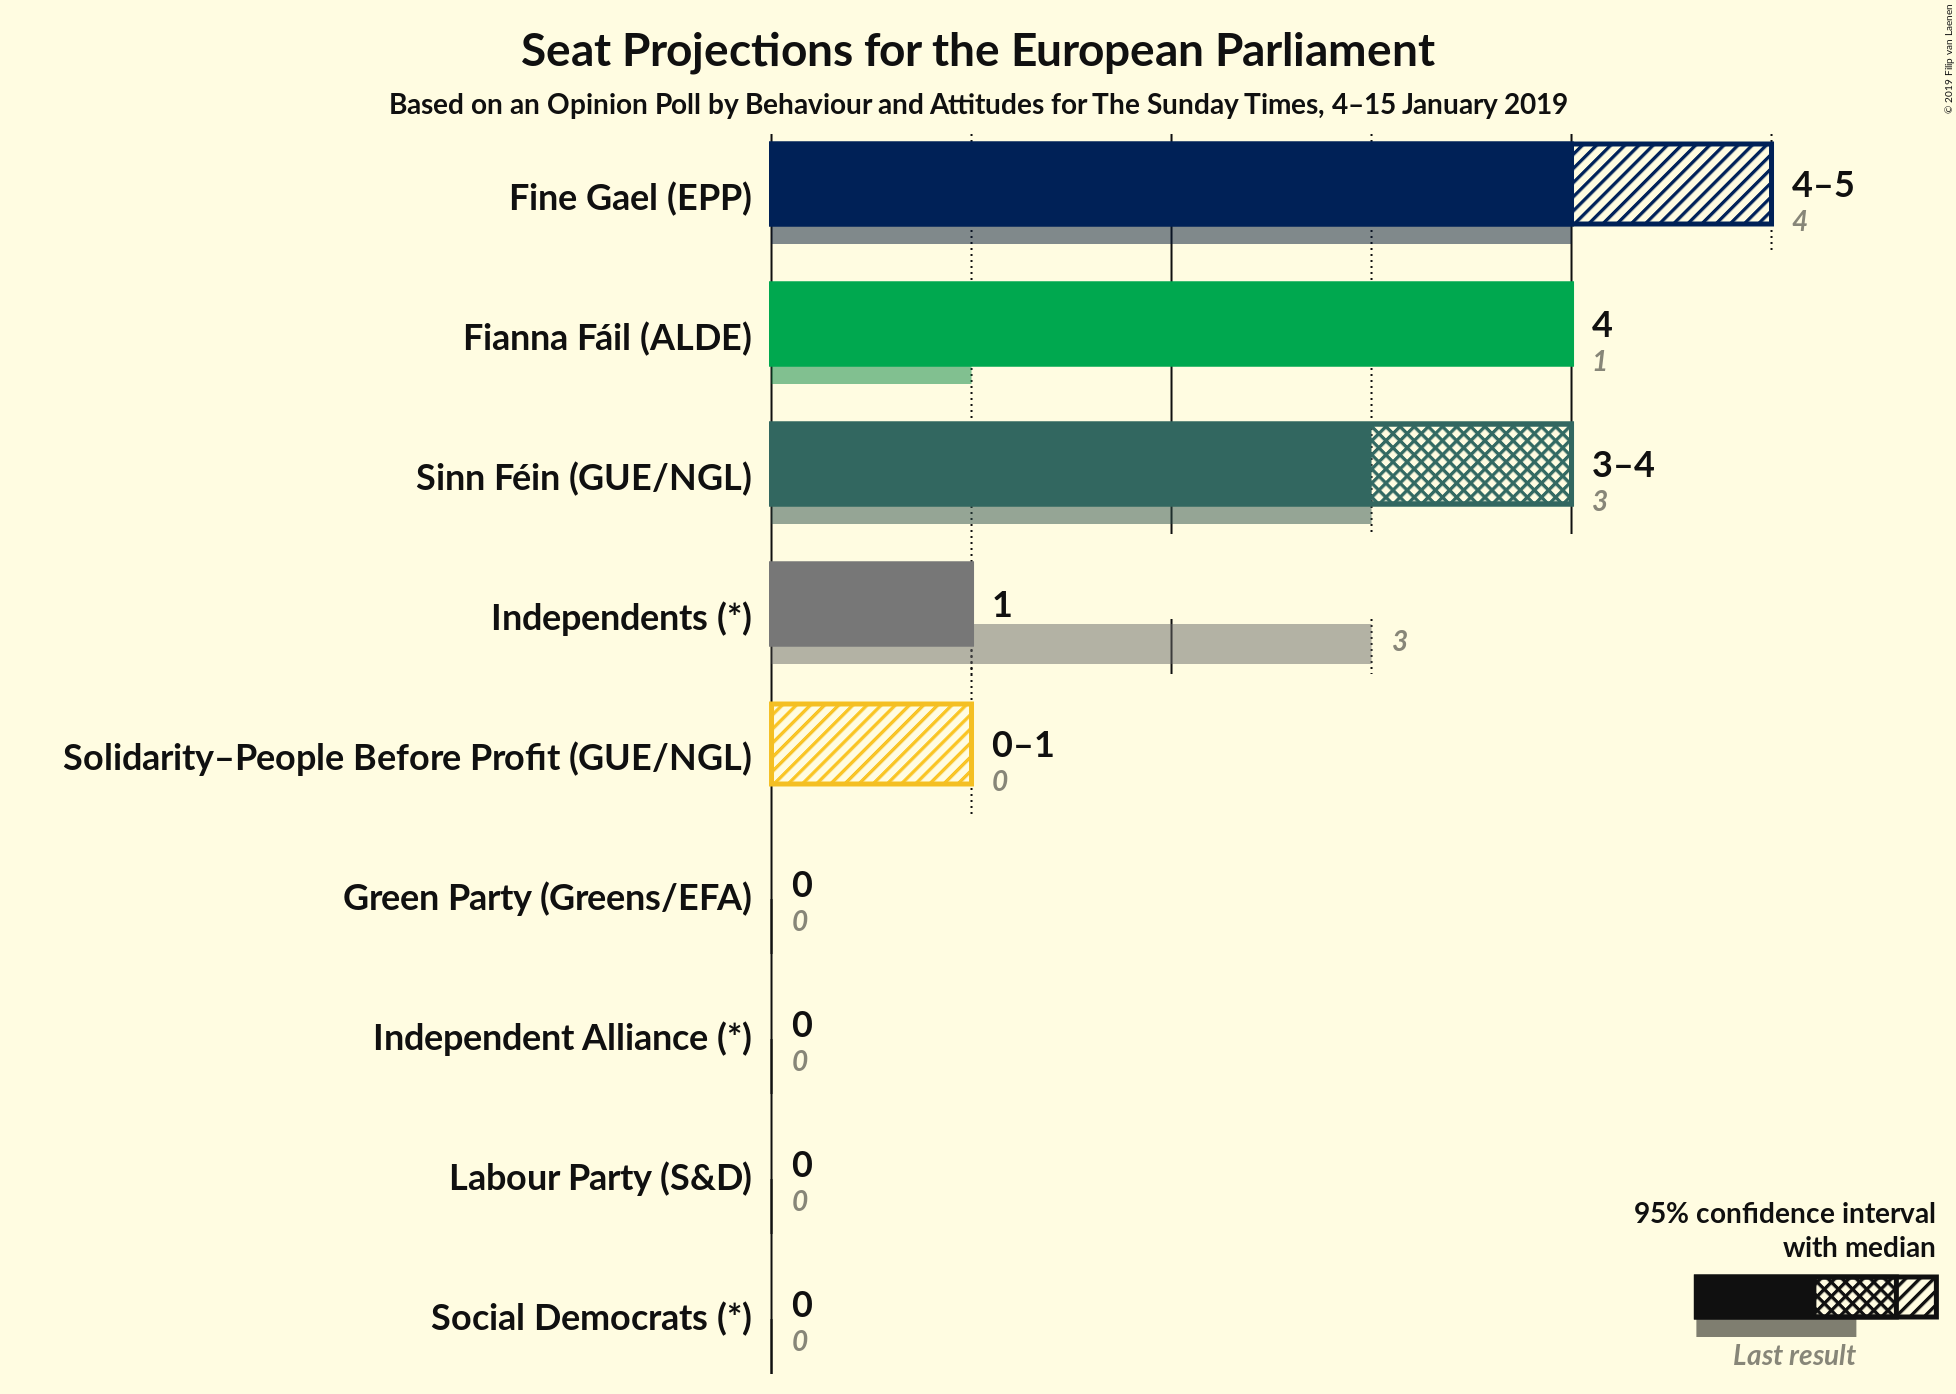 Seat Projections for the European Parliament
Based on an Opinion Poll by Behaviour and Attitudes for The Sunday Times, 4–15 January 2019
© 2019 Filip van Laenen
Fine Gael (EPP)
4–5
4
Fianna Fáil (ALDE)
4
1
Sinn Féin (GUE/NGL)
3–4
3
Independents (*)
1
3
Solidarity–People Before Profit (GUE/NGL)
0–1
0
Green Party (Greens/EFA)
0
0
Independent Alliance (*)
0
0
Labour Party (S&D)
0
0
Social Democrats (*)
0
0
95% confidence interval
with median
Last result